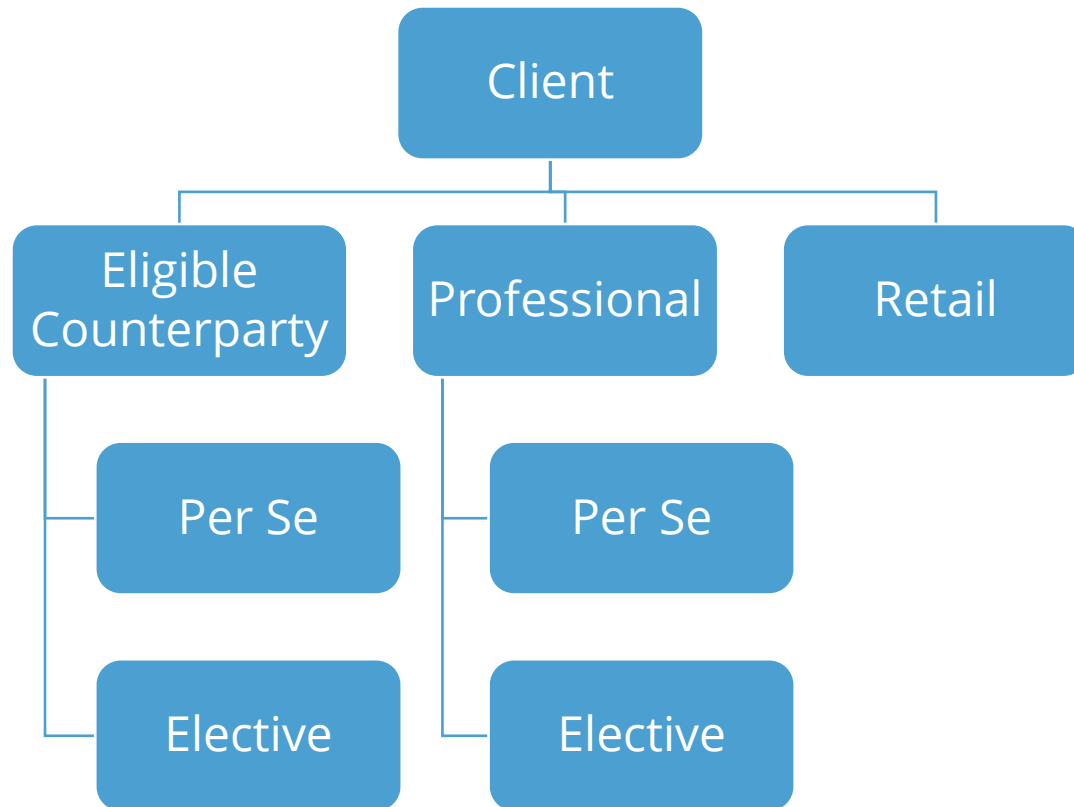 Client
Eligible
Counterparty
Professional
Retail
Per Se
Per Se
Elective
Elective